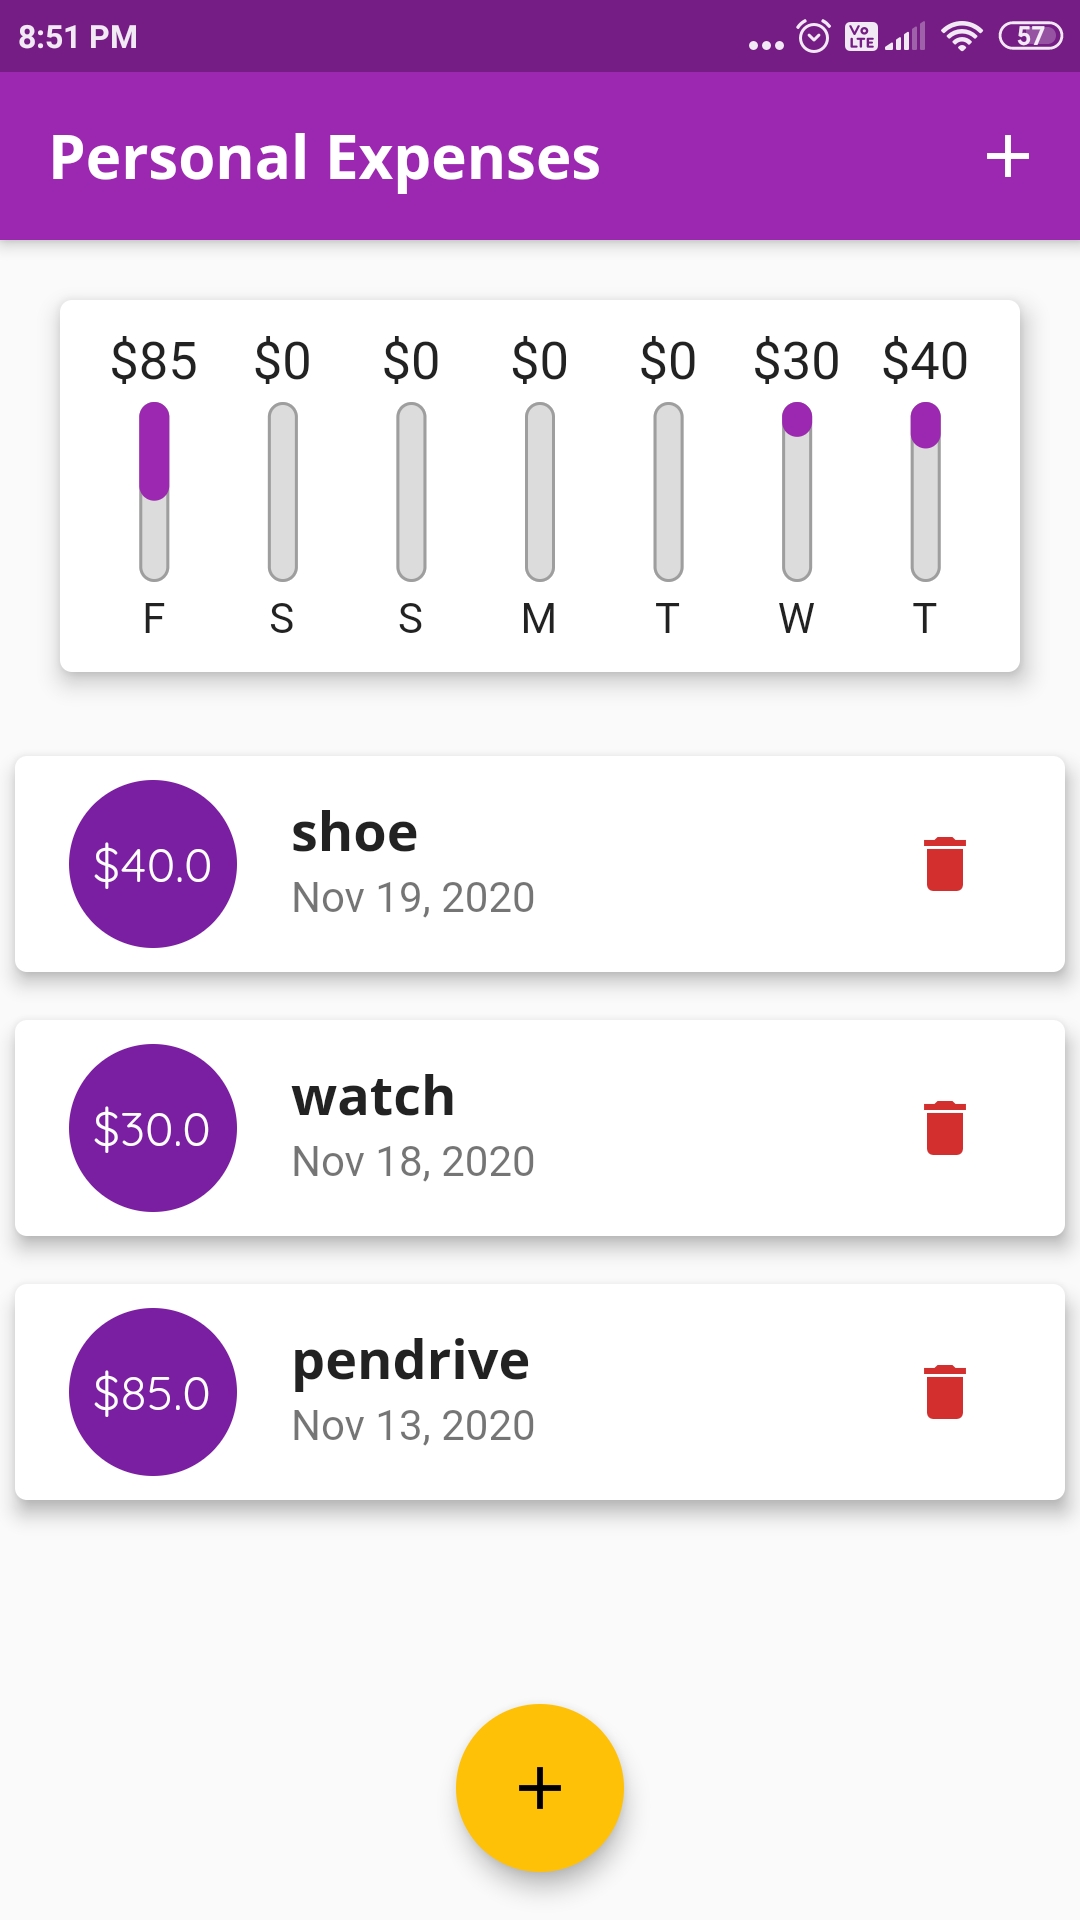 8:51 PM Vo LTE 57
Personal Expenses
$85 $0 $0 $0 $0 $30 $40
F S S M T W T
$40.0
shoe
Nov 19, 2020
$30.0
watch
Nov 18, 2020
$85.0
pendrive
Nov 13, 2020